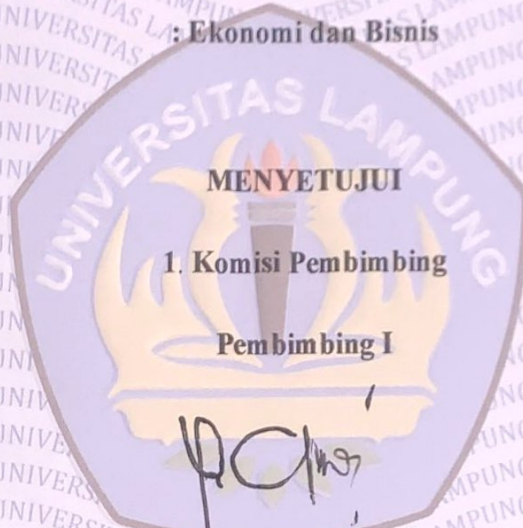 : Ekonomi dan Bisnis
UNIVERSITAS LAMPUNG
MENYETUJUI
1. Komisi Pembimbing
Pembimbing I